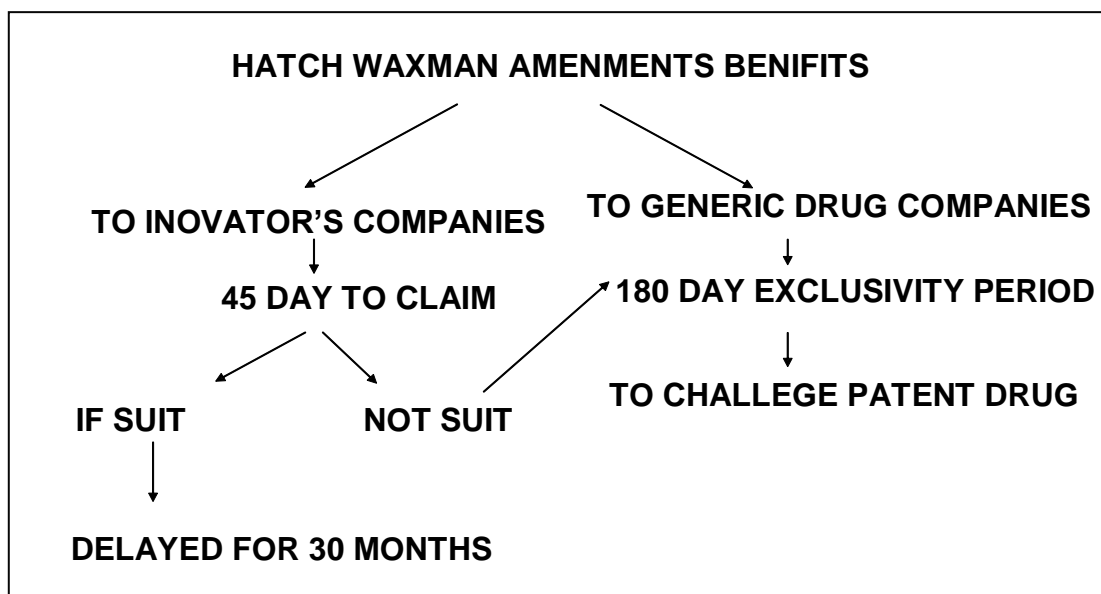 HATCH WAXMAN AMENMENTS BENIFITS
TO INOVATOR'S COMPANIES
TO GENERIC DRUG COMPANIES
45 DAY TO CLAIM
180 DAY EXCLUSIVITY PERIOD
IF SUIT
NOT SUIT
TO CHALLEGE PATENT DRUG
DELAYED FOR 30 MONTHS